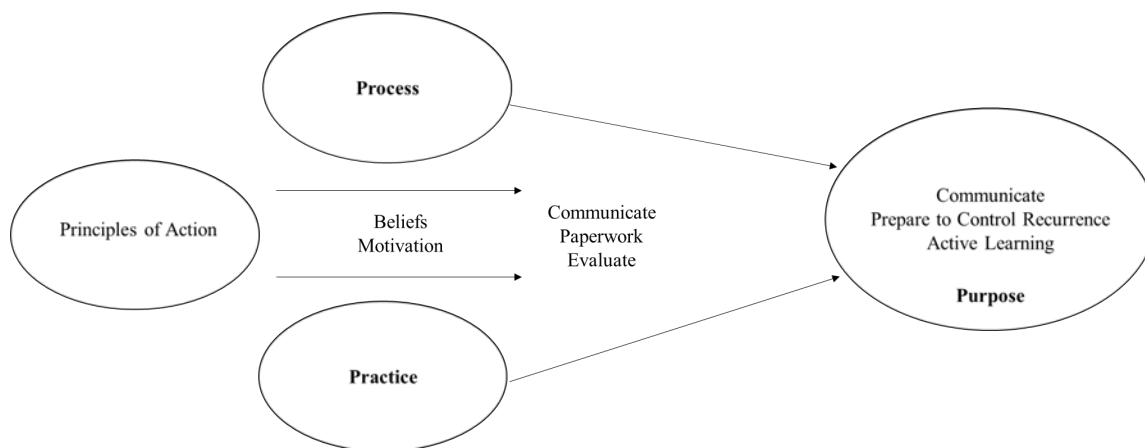 Process
Principles of Action
Beliefs
Motivation
Communicate
Paperwork
Evaluate
Practice
Communicate
Prepare to Control Recurrence
Active Learning
Purpose